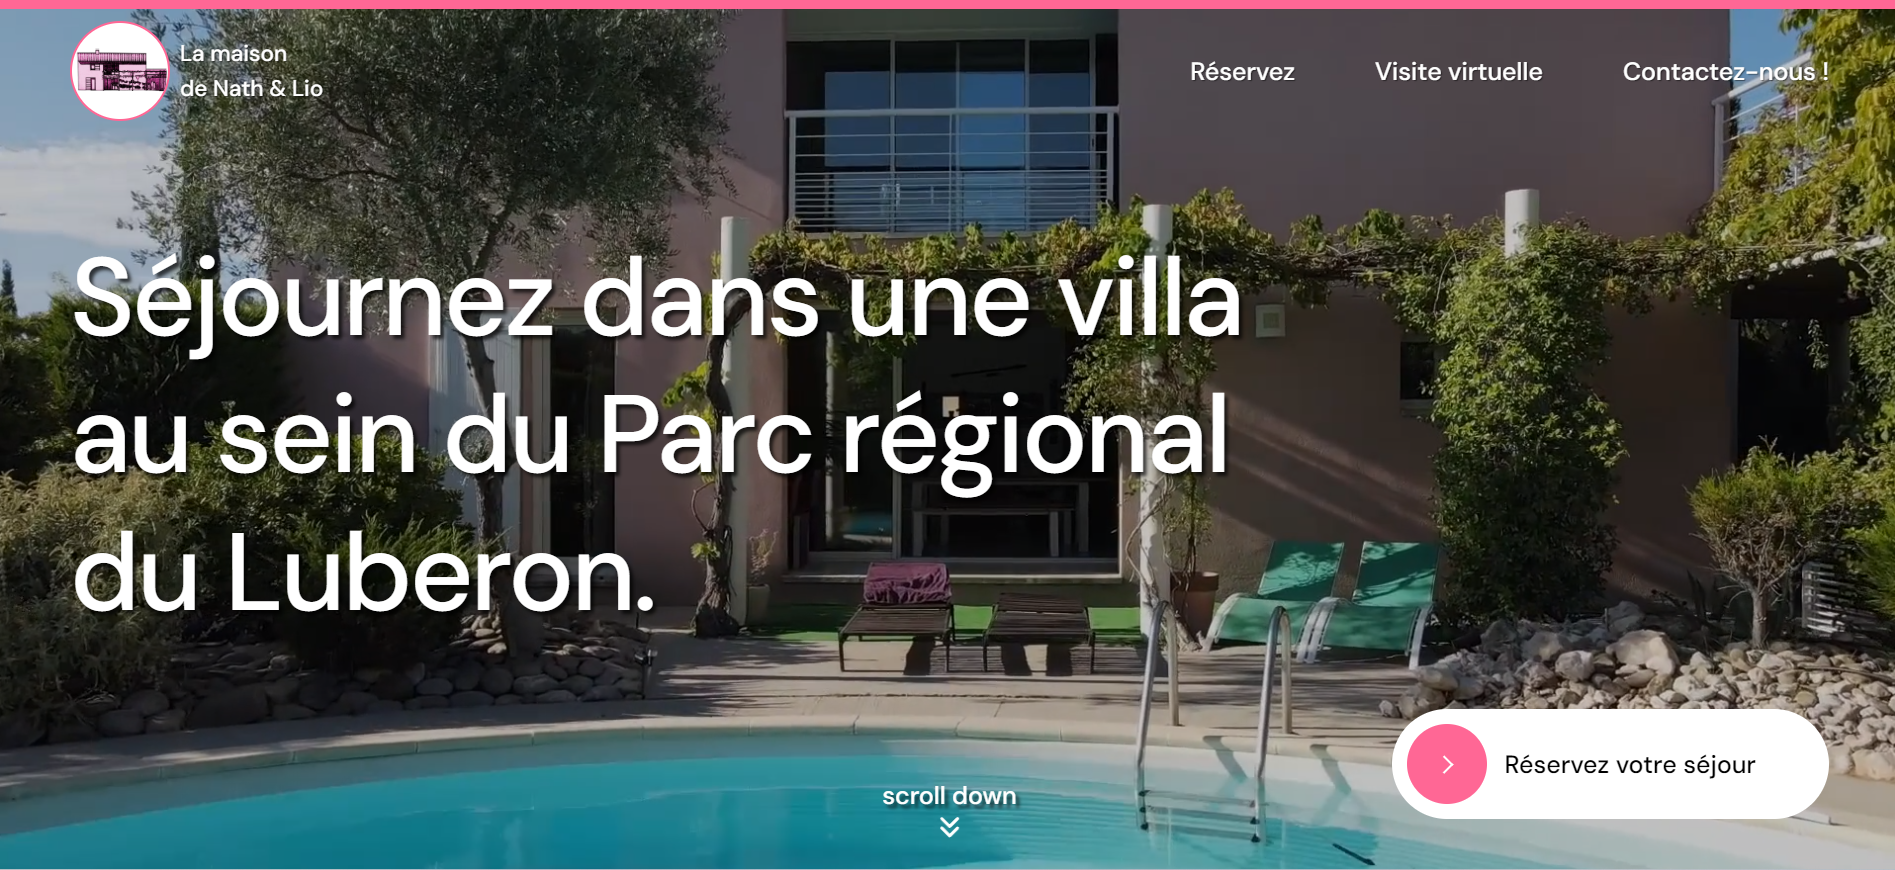 La maison
de Nath & Lio
Réservez
Visite virtuelle
Contactez-nous !
Séjournez dans une villa
au sein du Parc régional
du Luberon.
Réservez votre séjour
scroll down